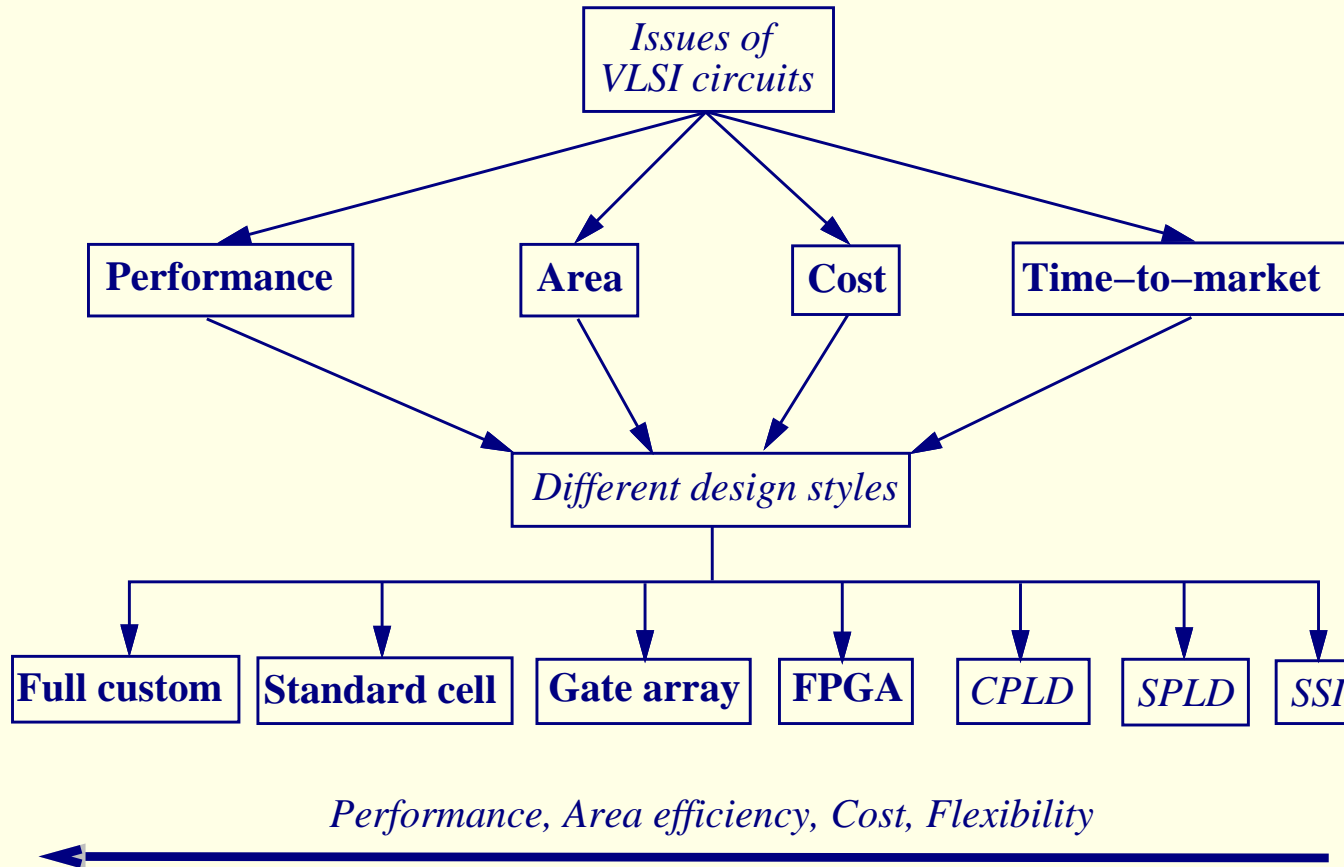 Issues of
VLSI circuits
Performance
Area
Cost
Time−to−market
Different design styles
Full custom
Standard cell
Gate array
FPGA
CPLD
SPLD
SSI
Performance, Area efficiency, Cost, Flexibility